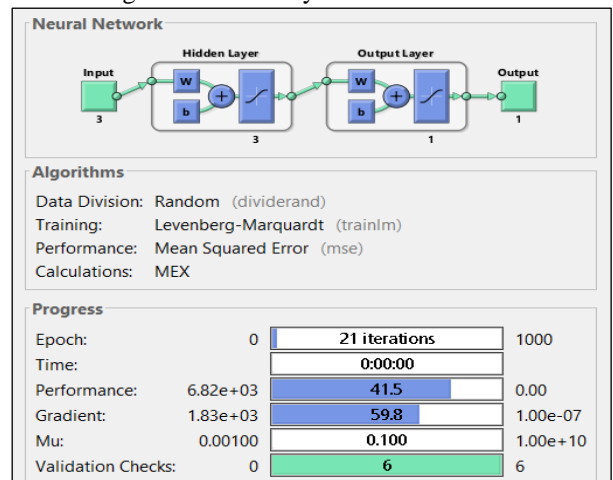 Neural Network
Hidden Layer Output Layer
Input Output
W W
b b
3 1
3 1
Algorithms
Data Division: Random (dividerand)
Training: Levenberg-Marquardt (trainlm)
Performance: Mean Squared Error (mse)
Calculations: MEX
Progress
Epoch: 0 21 iterations 1000
Time: 0:00:00
Performance: 6.82e+03 41.5 0.00
Gradient: 1.83e+03 59.8 1.00e-07
Mu: 0.00100 0.100 1.00e+10
Validation Checks: 0 6 6